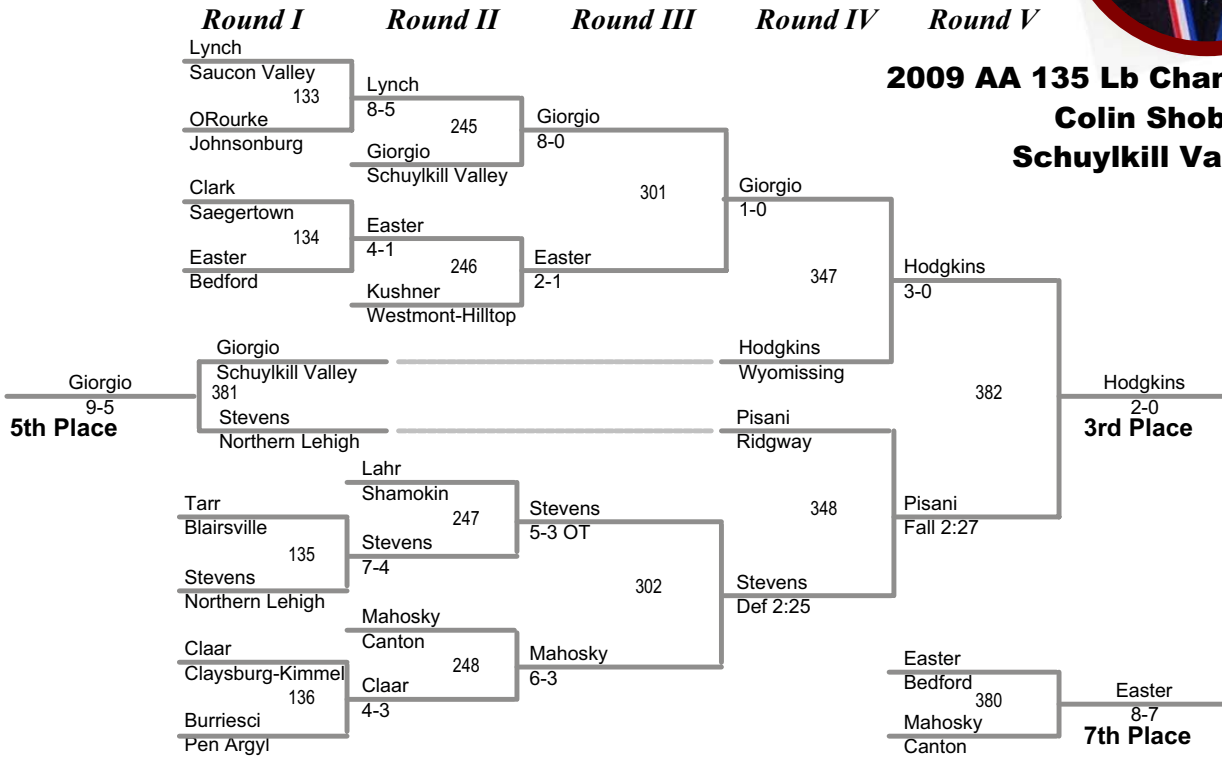 Round I Round II Round III Round IV Round V
2009 AA 135 Lb
Colin
Schuylkill
Lynch
Saucon Valley
133
ORourke
Johnsonburg
Clark
Saegertown
134
Easter
Bedford
Lynch
8-5
245
Giorgio
Schuylkill Valley
Easter
4-1
246
Kushner
Westmont-Hilltop
Giorgio
8-0
301
Easter
2-1
Giorgio
1-0
347
Hodgkins
Wyomissing
Hodgkins
3-0
Giorgio
Schuylkill Valley
381
Stevens
Northern Lehigh
Giorgio
9-5
5th Place
Tarr
Blairsville
135
Stevens
Northern Lehigh
Claar
Claysburg-Kimmel
136
Burriesci
Pen Argyl
Lahr
Shamokin
247
Stevens
7-4
Mahosky
Canton
248
Claar
4-3
Stevens
5-3 OT
302
Mahosky
6-3
Pisani
Ridgway
348
Stevens
Def 2:25
Pisani
Fall 2:27
382
Hodgkins
2-0
3rd Place
Easter
Bedford
380
Mahosky
Canton
Easter
8-7
7th Place